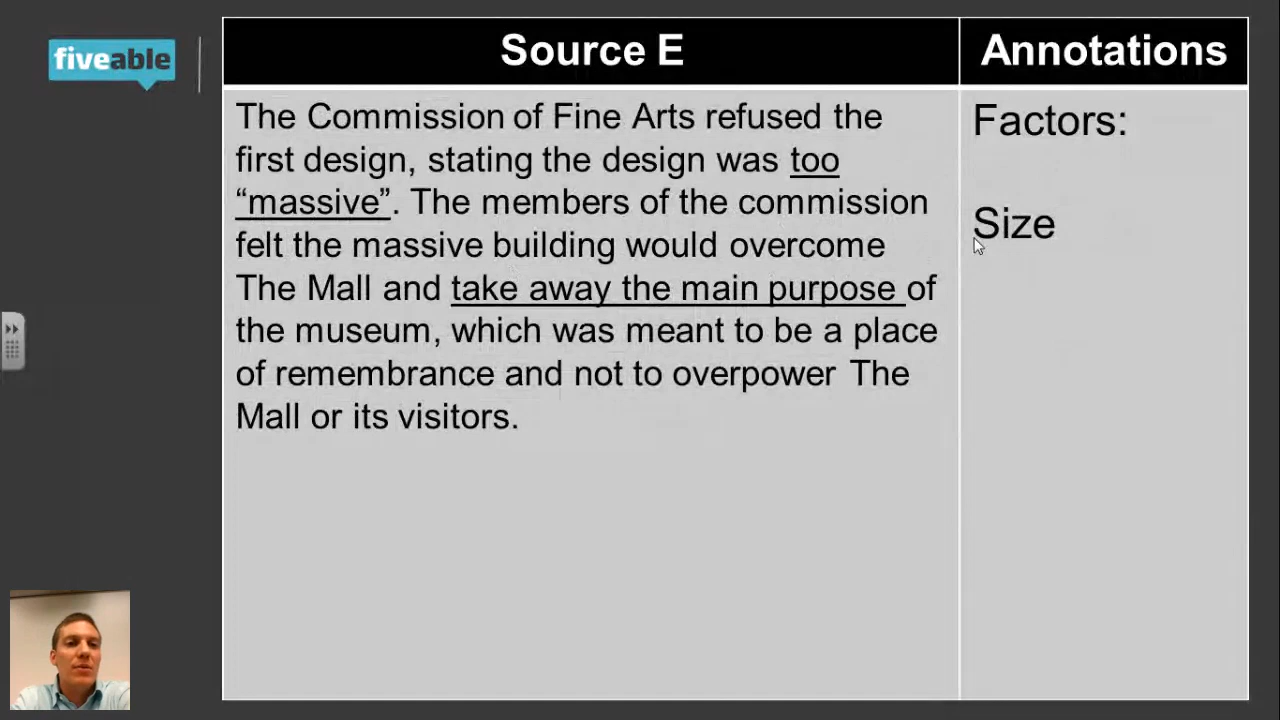 fiveable
Source E
Annotations
The Commission of Fine Arts refused the
first design, stating the design was too
“massive”. The members of the commission
felt the massive building would overcome
The Mall and take away the main purpose of
the museum, which was meant to be a place
of remembrance and not to overpower The
Mall or its visitors.
Factors:
Size